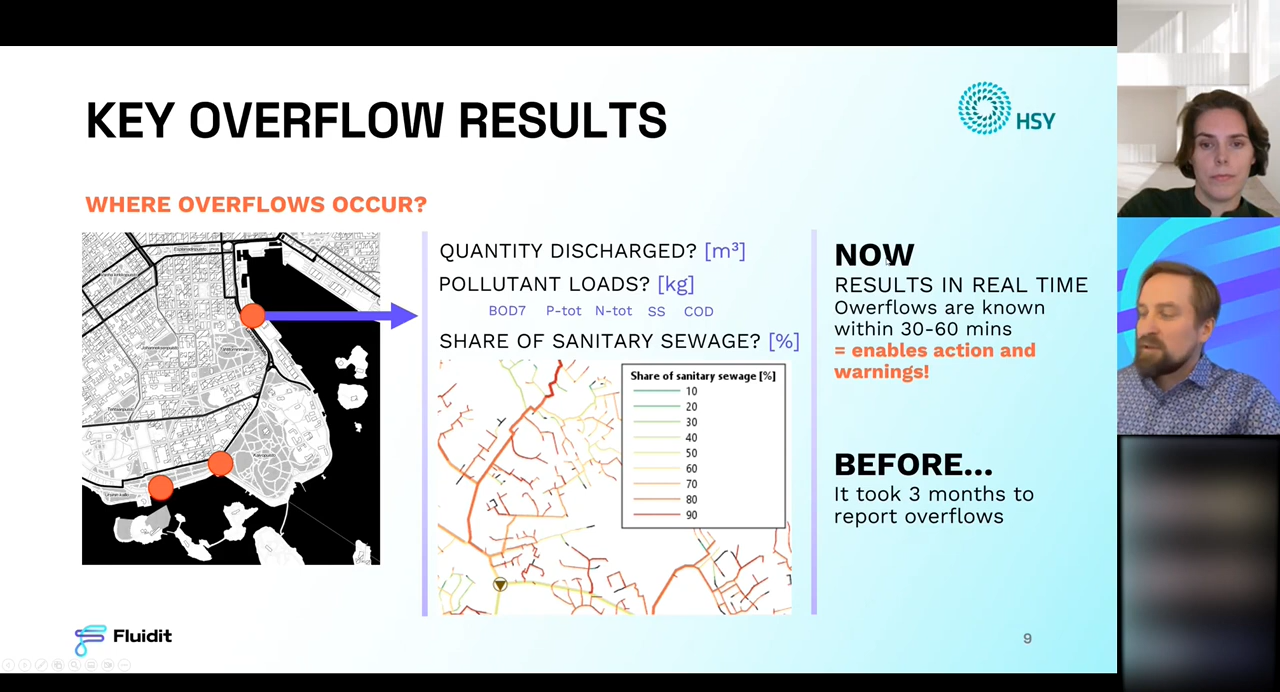 KEY OVERFLOW RESULTS
HSY
WHERE OVERFLOWS OCCUR?
QUANTITY DISCHARGED? [m³]
POLLUTANT LOADS? [kg]
BOD7 P-tot N-tot SS COD
SHARE OF SANITARY SEWAGE? [%]
Share of sanitary sewage [%]
10
20
30
40
50
60
70
80
90
NOW
RESULTS IN REAL TIME
Owerflows are known
within 30-60 mins
= enables action and
warnings!
BEFORE...
It took 3 months to
report overflows
Fluidit
9